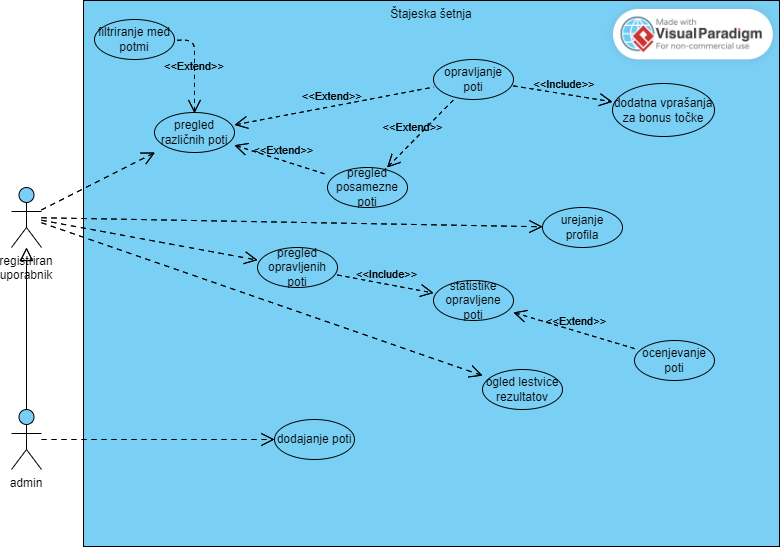 Štajeska šetnja
Made with
VisualParadigm
For non-commercial use
filtriranje med
potmi
<<Extend>>
opravljanje
poti
<<Include>>
<<Extend>>
dodatna vprašanja
za bonus točke
pregled
različnih poti
<<Extend>>
<<Extend>>
pregled
posamezne
poti
urejanje
profila
registriran
uporabnik
pregled
opravljenih
poti
<<Include>>
statistike
opravljene
poti
<<Extend>>
ocenjevanje
poti
ogled lestvice
rezultatov
dodajanje poti
admin